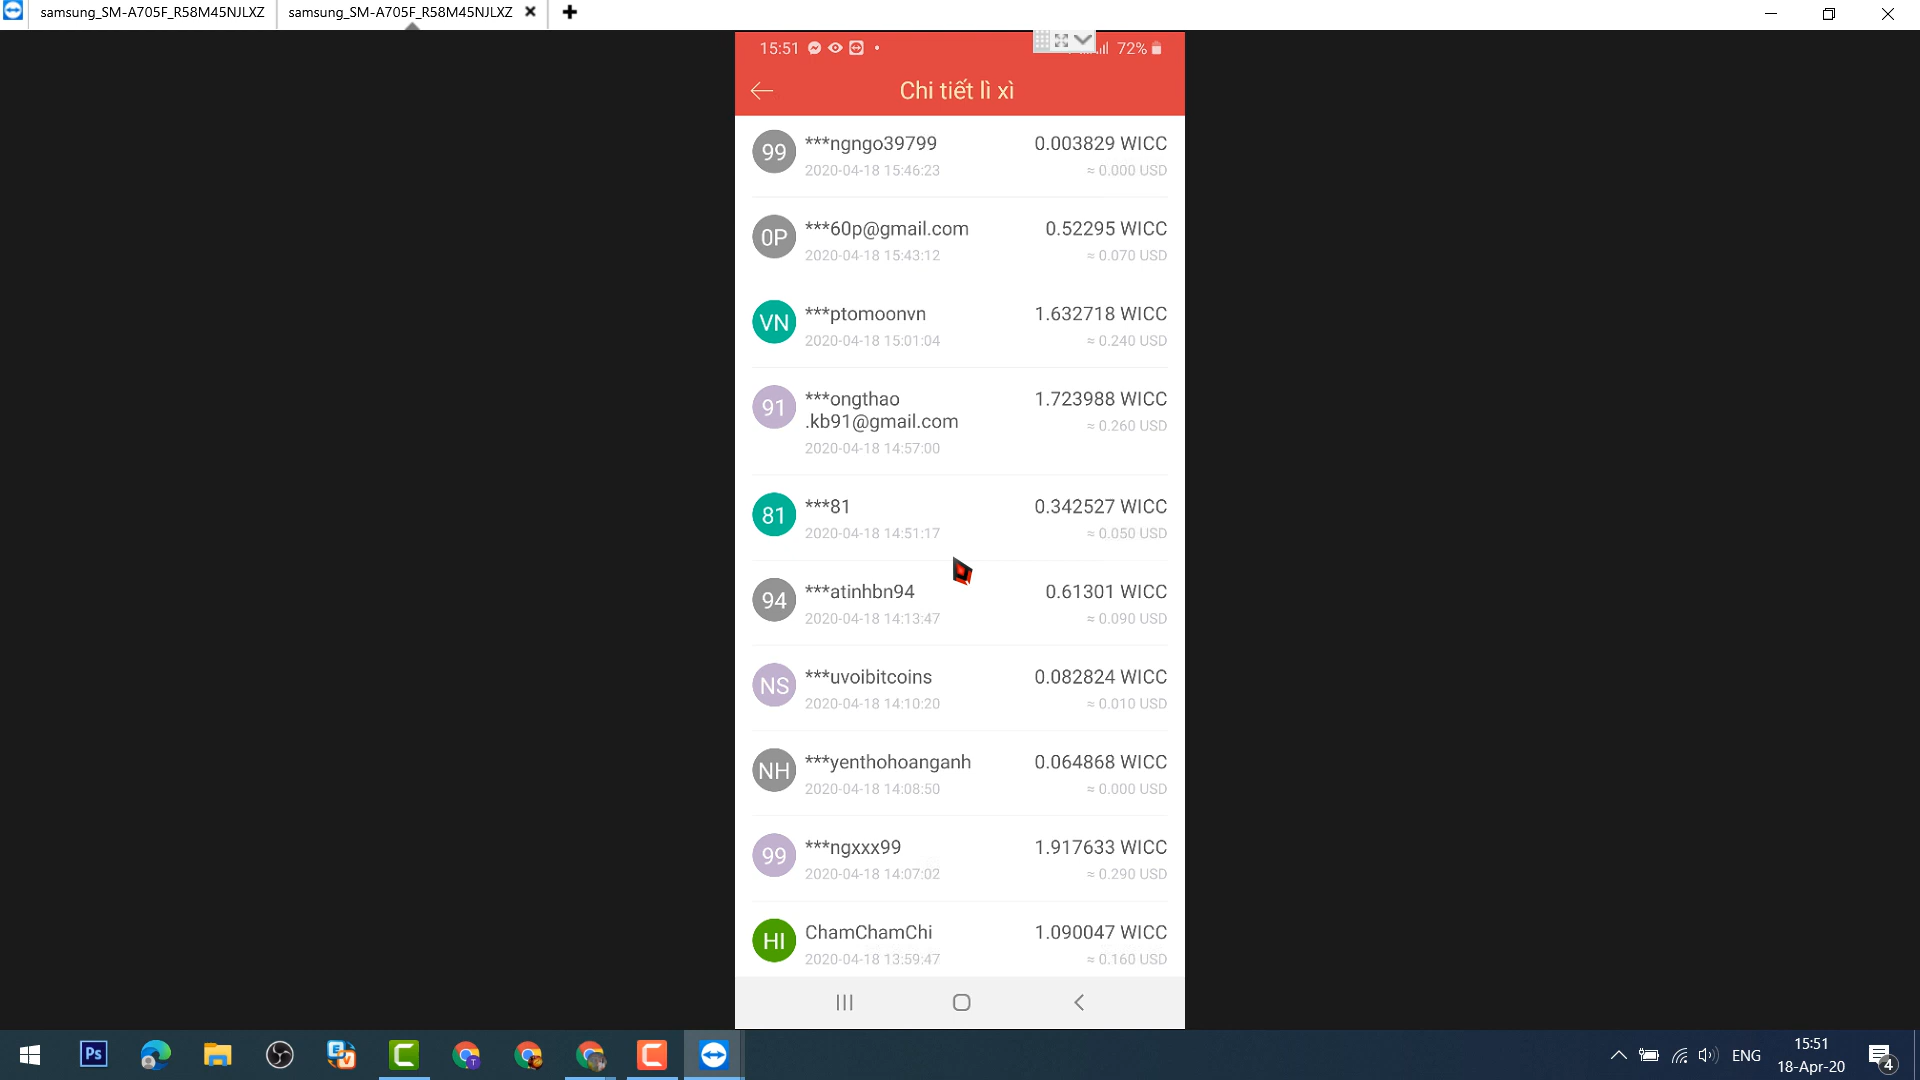 samsung_SM-A705F_R58M45NJLXZ samsung_SM-A705F_R58M45NJLXZ
15:51 72%
Chi tiết lì xì
99 ***ngngo39799 0.003829 WICC
2020-04-18 15:46:23 ≈ 0.000 USD
0P ***60p@gmail.com 0.52295 WICC
2020-04-18 15:43:12 ≈ 0.070 USD
VN ***ptomoonvn 1.632718 WICC
2020-04-18 15:01:04 ≈ 0.240 USD
91 ***ongthao 1.723988 WICC
.kb91@gmail.com ≈ 0.260 USD
2020-04-18 14:57:00
81 ***81 0.342527 WICC
2020-04-18 14:51:17 ≈ 0.050 USD
94 ***atinhbn94 0.61301 WICC
2020-04-18 14:13:47 ≈ 0.090 USD
NS ***uvoibitcoins 0.082824 WICC
2020-04-18 14:10:20 ≈ 0.010 USD
NH ***yenthohoanganh 0.064868 WICC
2020-04-18 14:08:50 ≈ 0.000 USD
99 ***ngxxx99 1.917633 WICC
2020-04-18 14:07:02 ≈ 0.290 USD
HI ChamChamChi 1.090047 WICC
2020-04-18 13:59:47 ≈ 0.160 USD
Ps T ENG 15:51
18-Apr-20 4